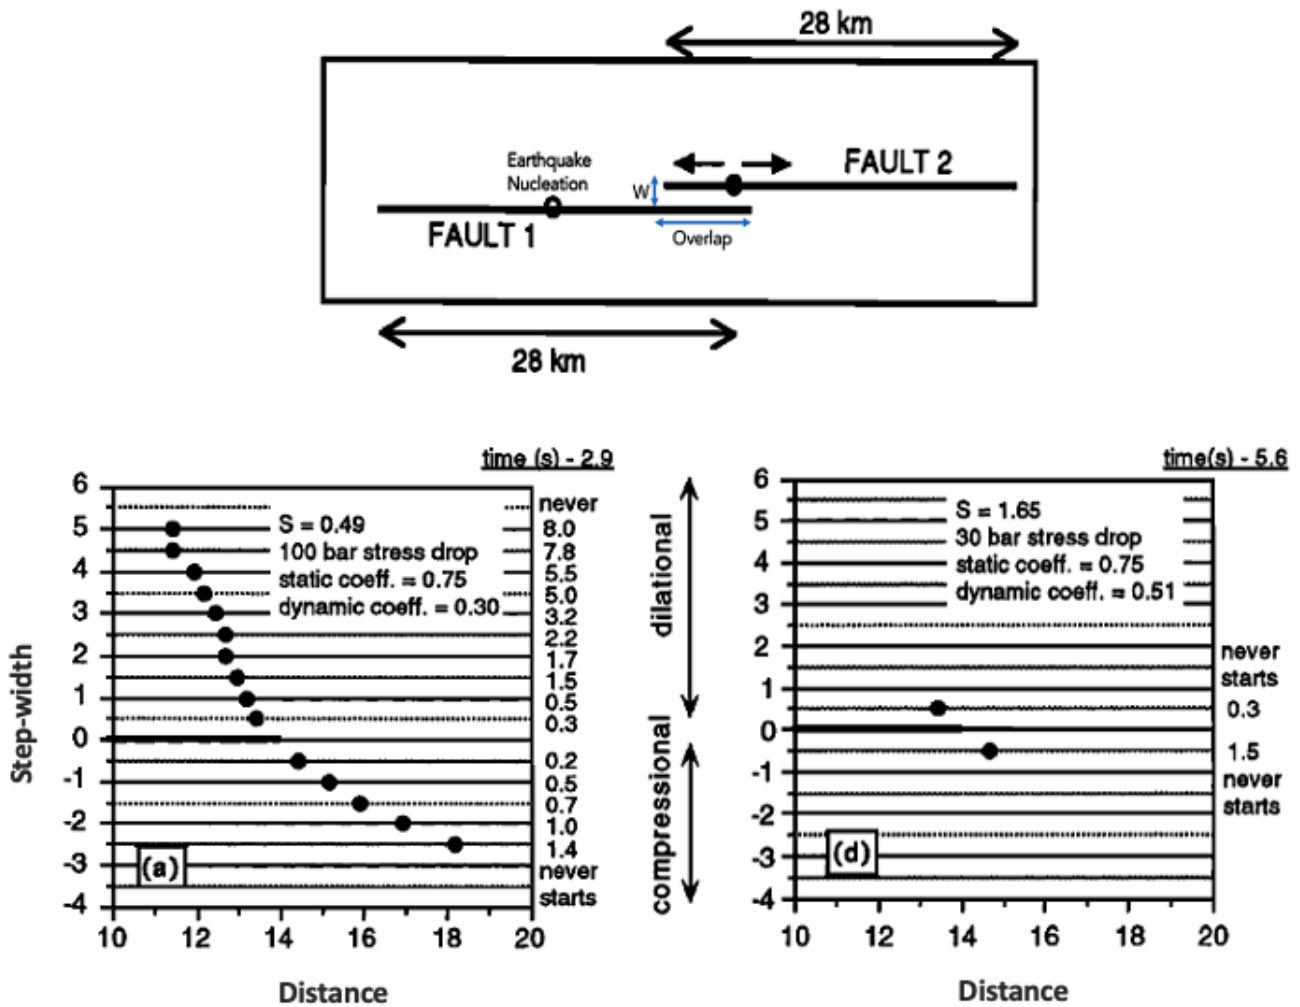 28 km
Earthquake
Nucleation
FAULT 2
W
FAULT 1
Overlap
28 km
time (s) - 2.9
6
5
4
3
2
1
0
-1
-2
-3
-4
Step-width
S = 0.49
100 bar stress drop
static coeff. = 0.75
dynamic coeff. = 0.30
never
8.0
7.8
5.5
5.0
3.2
2.2
1.7
1.5
0.5
0.3
0.2
0.5
0.7
1.0
1.4
never
starts
(a)
10 12 14 16 18 20
Distance
dilational
compressional
time(s) - 5.6
6
5
4
3
2
1
0
-1
-2
-3
-4
S = 1.65
30 bar stress drop
static coeff. = 0.75
dynamic coeff. = 0.51
never
starts
0.3
1.5
never
starts
(d)
10 12 14 16 18 20
Distance